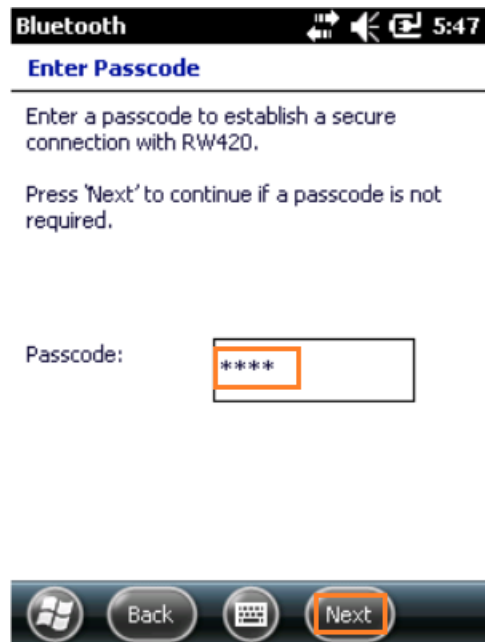 Bluetooth 5:47
Enter Passcode
Enter a passcode to establish a secure
connection with RW420.
Press 'Next' to continue if a passcode is not
required.
Passcode: ****
Back Next